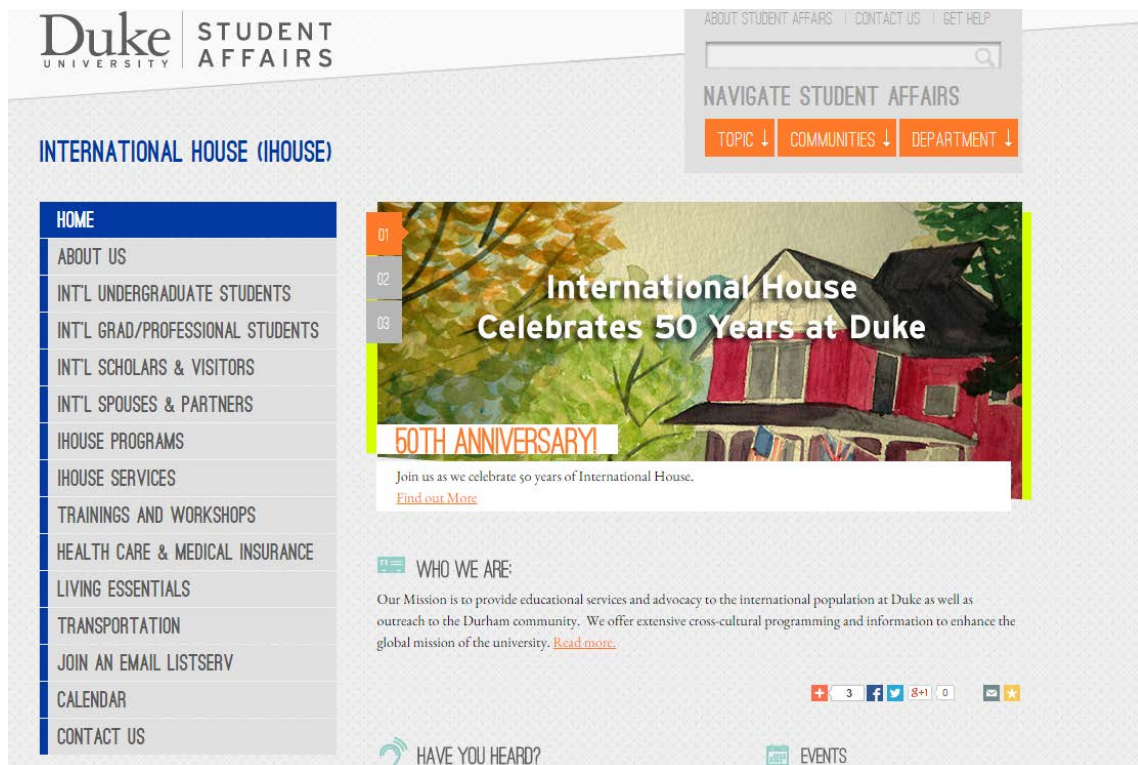 Duke
UNIVERSITY
STUDENT
AFFAIRS
ABOUT STUDENT AFFAIRS | CONTACT US | GET HELP
NAVIGATE STUDENT AFFAIRS
TOPIC ↓ COMMUNITIES ↓ DEPARTMENT ↓
INTERNATIONAL HOUSE (IHOUSE)
HOME
ABOUT US
INT'L UNDERGRADUATE STUDENTS
INT'L GRAD/PROFESSIONAL STUDENTS
INT'L SCHOLARS & VISITORS
INT'L SPOUSES & PARTNERS
IHOUSE PROGRAMS
IHOUSE SERVICES
TRAININGS AND WORKSHOPS
HEALTH CARE & MEDICAL INSURANCE
LIVING ESSENTIALS
TRANSPORTATION
JOIN AN EMAIL LISTSERV
CALENDAR
CONTACT US
01
02
03
International House
Celebrates 50 Years at Duke
50TH ANNIVERSARY!
Join us as we celebrate 50 years of International House.
Find out More
WHO WE ARE:
Our Mission is to provide educational services and advocacy to the international population at Duke as well as
outreach to the Durham community. We offer extensive cross-cultural programming and information to enhance the
global mission of the university. Read more.
3 g+1 0
HAVE YOU HEARD?
EVENTS